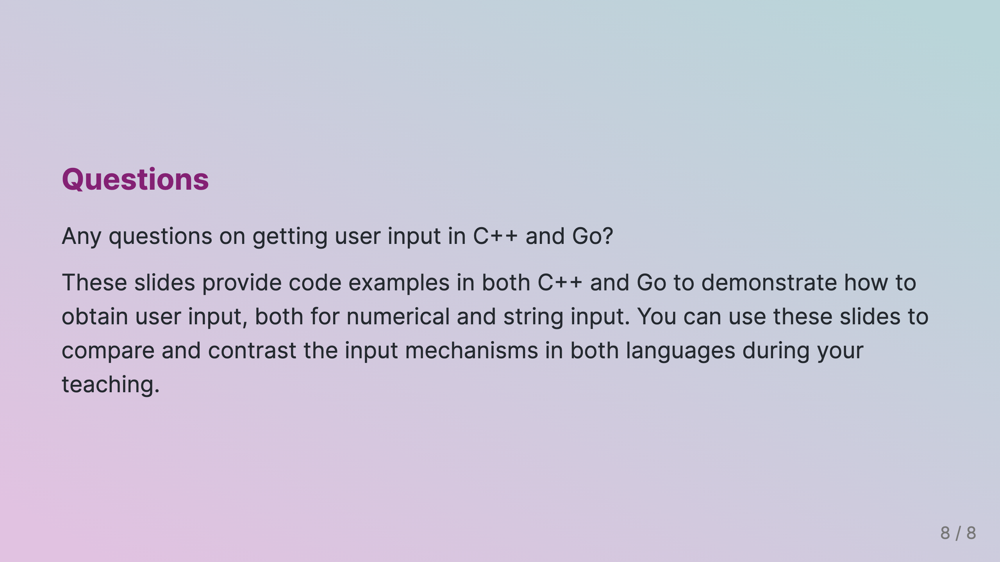 Questions
Any questions on getting user input in C++ and Go?
These slides provide code examples in both C++ and Go to demonstrate how to
obtain user input, both for numerical and string input. You can use these slides to
compare and contrast the input mechanisms in both languages during your
teaching.
8 / 8